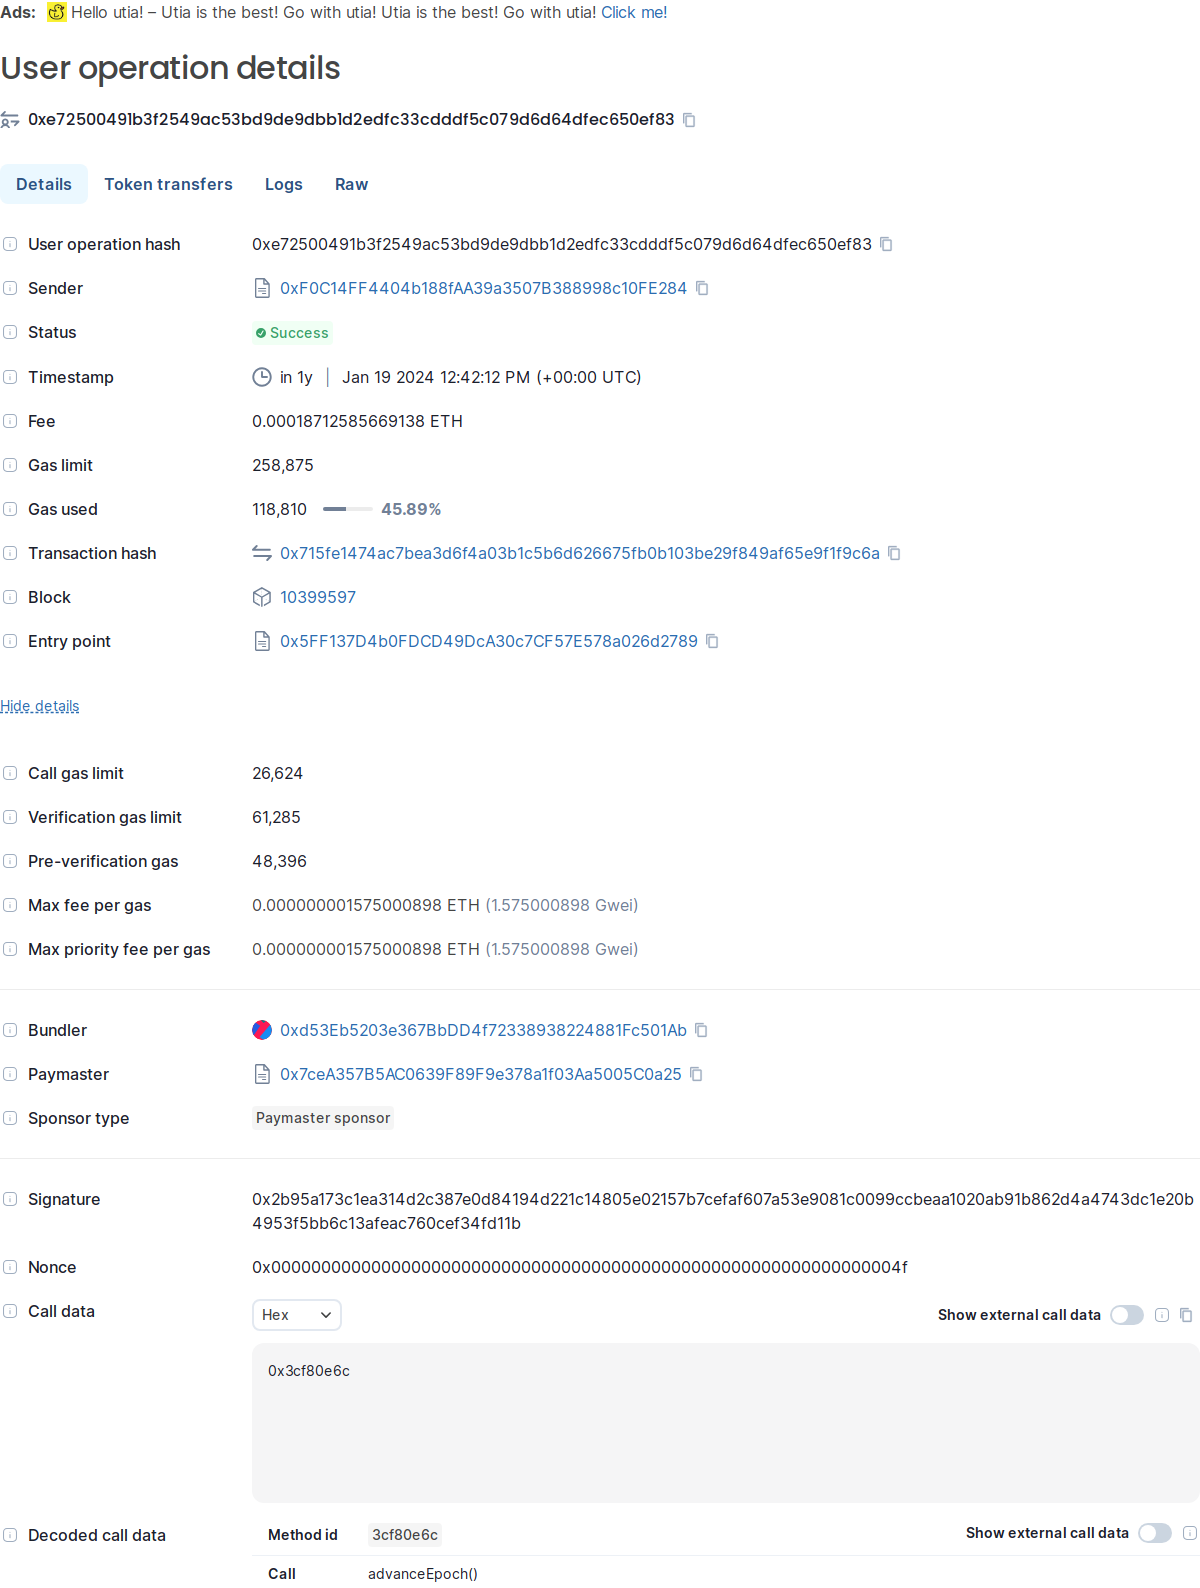 Ads: Hello utia! – Utia is the best! Go with utia! Utia is the best! Go with utia! Click me!
User operation details
0xe72500491b3f2549ac53bd9de9dbb1d2edfc33cdddf5c079d6d64dfec650ef83
Details Token transfers Logs Raw
User operation hash 0xe72500491b3f2549ac53bd9de9dbb1d2edfc33cdddf5c079d6d64dfec650ef83
Sender 0xF0C14FF4404b188fAA39a3507B388998c10FE284
Status Success
Timestamp in 1y | Jan 19 2024 12:42:12 PM (+00:00 UTC)
Fee 0.00018712585669138 ETH
Gas limit 258,875
Gas used 118,810 45.89%
Transaction hash 0x715fe1474ac7bea3d6f4a03b1c5b6d626675fb0b103be29f849af65e9f1f9c6a
Block 10399597
Entry point 0x5FF137D4b0FDCD49DcA30c7CF57E578a026d2789
Hide details
Call gas limit 26,624
Verification gas limit 61,285
Pre-verification gas 48,396
Max fee per gas 0.000000001575000898 ETH (1.575000898 Gwei)
Max priority fee per gas 0.000000001575000898 ETH (1.575000898 Gwei)
Bundler 0xd53Eb5203e367BbDD4f72338938224881Fc501Ab
Paymaster 0x7ceA357B5AC0639F89F9e378a1f03Aa5005C0a25
Sponsor type Paymaster sponsor
Signature 0x2b95a173c1ea314d2c387e0d84194d221c14805e02157b7cefaf607a53e9081c0099ccbeaa1020ab91b862d4a4743dc1e20b
4953f5bb6c13afeac760cef34fd11b
Nonce 0x000000000000000000000000000000000000000000000000000000000000004f
Call data Hex Show external call data
0x3cf80e6c
Decoded call data Method id 3cf80e6c Show external call data
Call advanceEpoch()